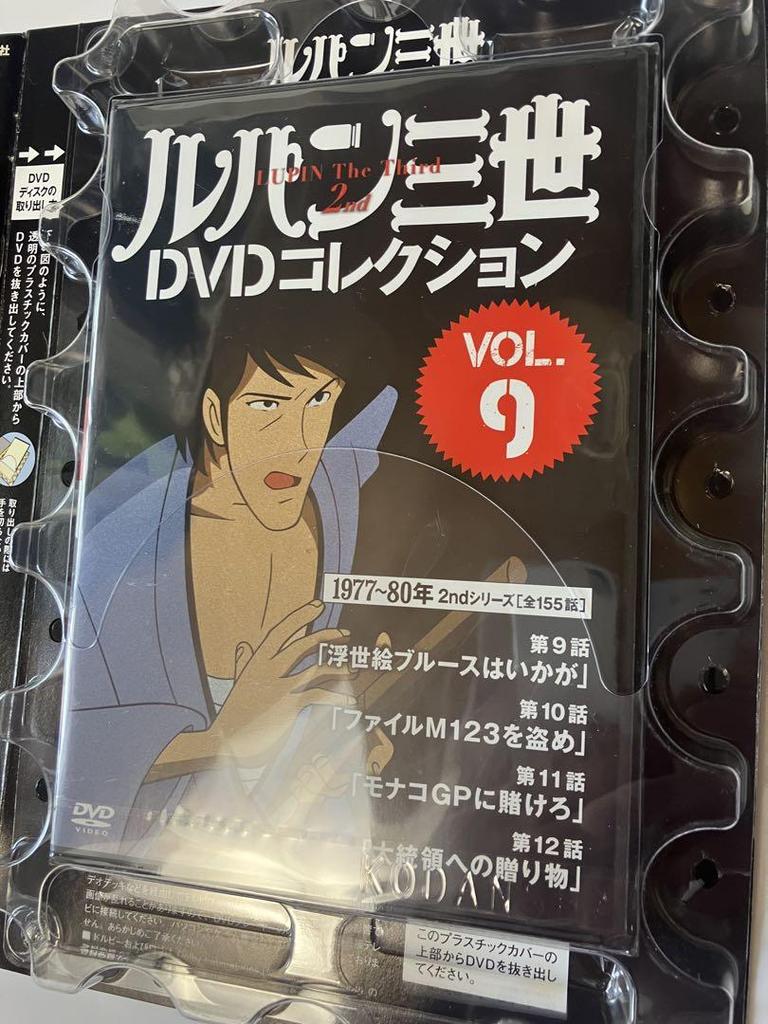 社
ルパン三世
DVD
ディスクの
取り出し方
透明のプラスチックカバーの上部から
DVDを抜き出してください。
取り出しの際には
ルパン三世
LUPIN The Third
2nd
DVDコレクション
VOL.
9
1977~80年 2ndシリーズ[全155話]
第9話
「浮世絵ブルースはいかが」
第10話
「ファイルM123を盗め」
第11話
「モナコGPに賭けろ」
第12話
「大統領への贈り物」
DVD
VIDEO
KODAN
このプラスチックカバーの
上部からDVDを抜き出し
てください。